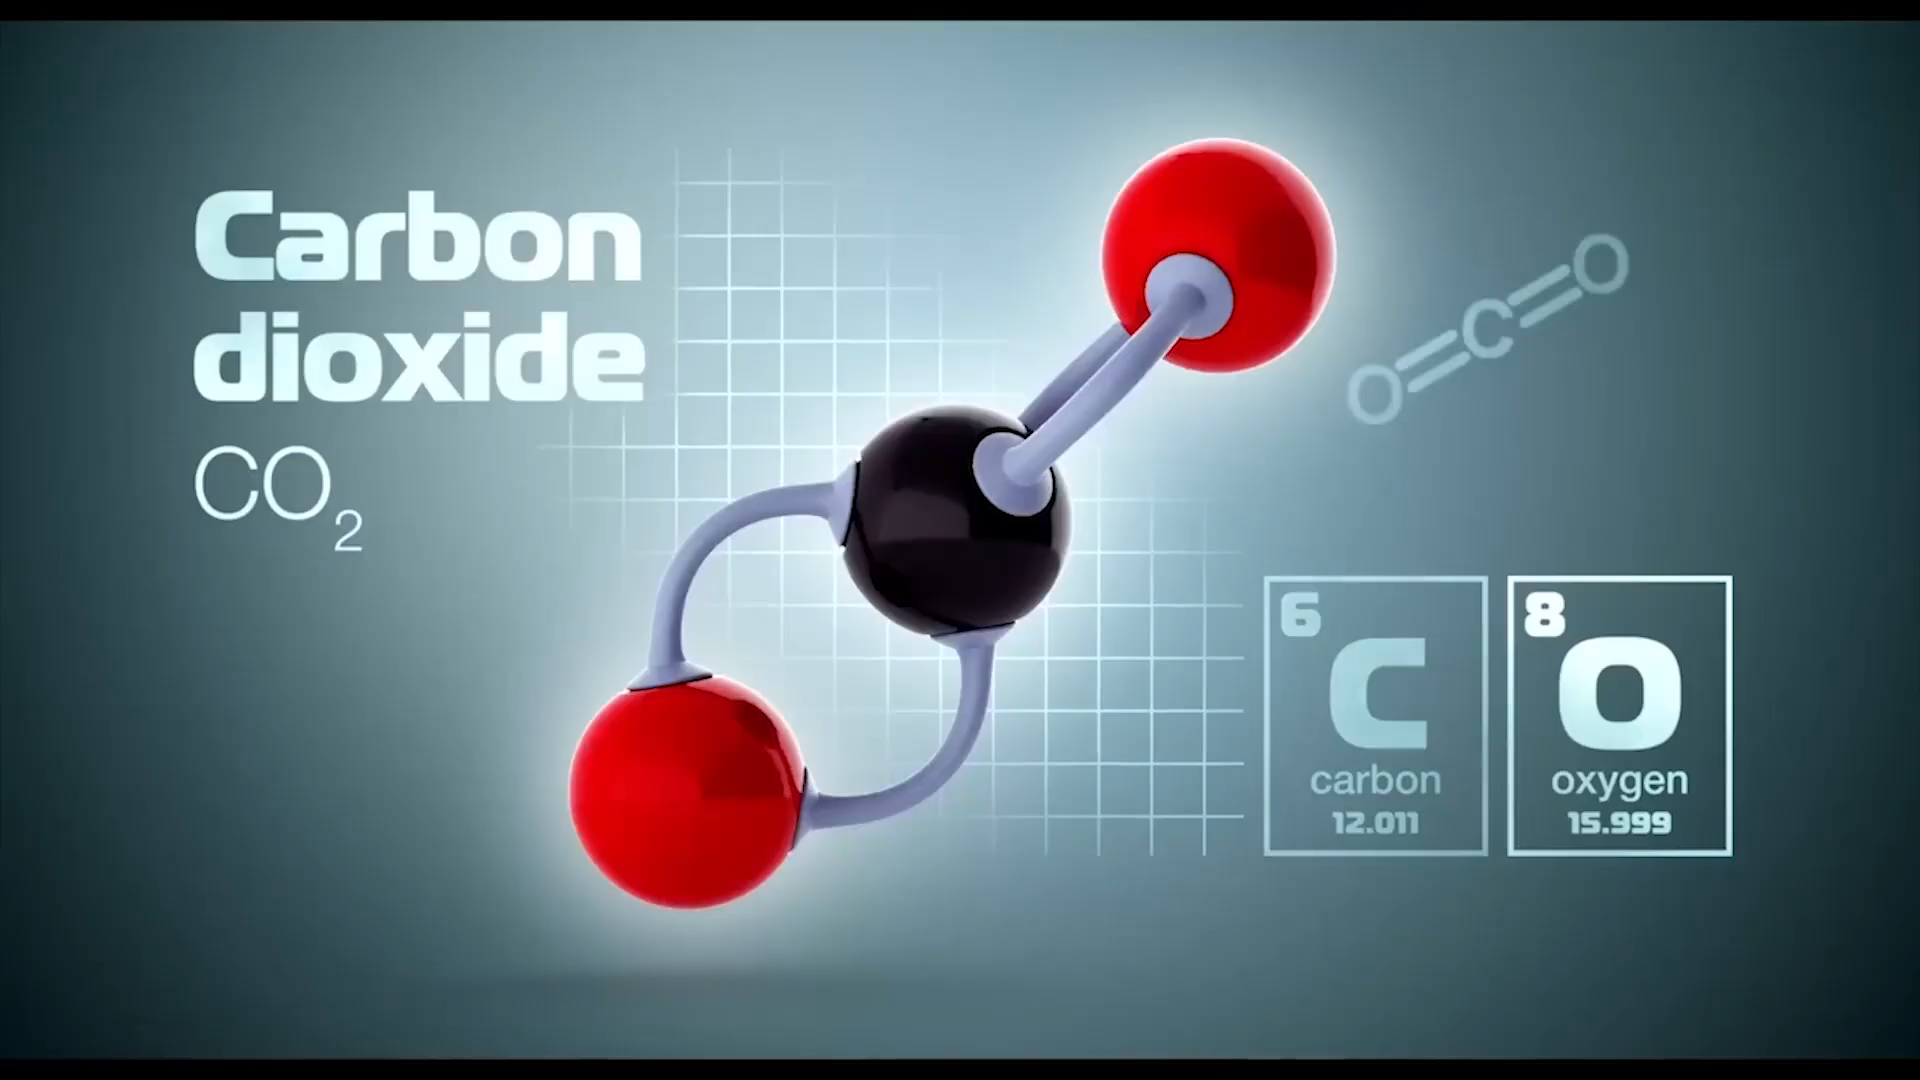 Carbon
dioxide
CO₂
O=C=O
6
C
carbon
12.011
8
O
oxygen
15.999